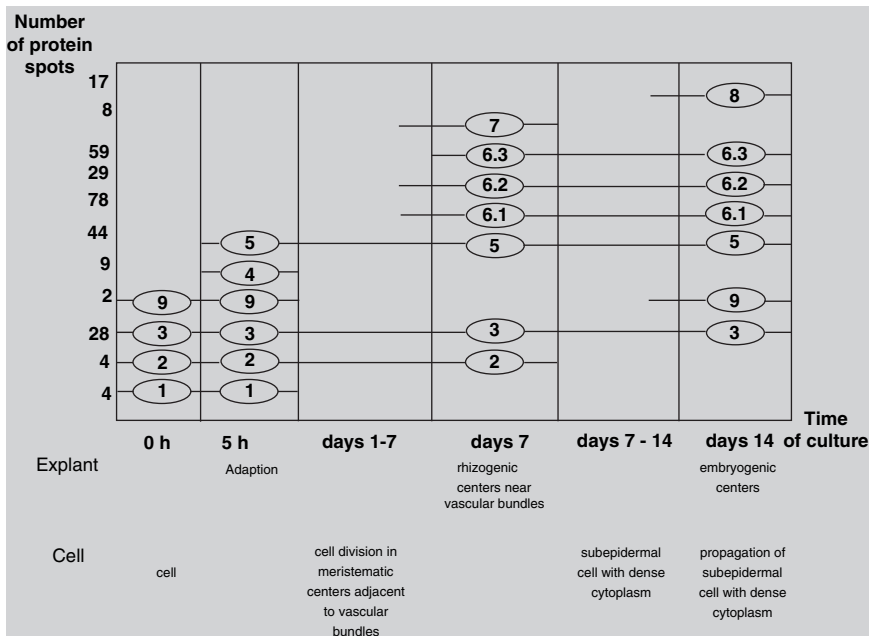 Number
of protein
spots
17
8
8
7
59
6.3
6.3
29
6.2
6.2
78
6.1
6.1
44
5
5
5
9
4
2
9
9
9
28
3
3
3
3
4
2
2
2
4
1
1
Time
of culture
0 h
5 h
days 1-7
days 7
days 7 - 14
days 14
Explant
Adaption
rhizogenic
centers near
vascular bundles
embryogenic
centers
Cell
cell
cell division in
meristematic
centers adjacent
to vascular
bundles
subepidermal
cell with dense
cytoplasm
propagation of
subepidermal
cell with dense
cytoplasm